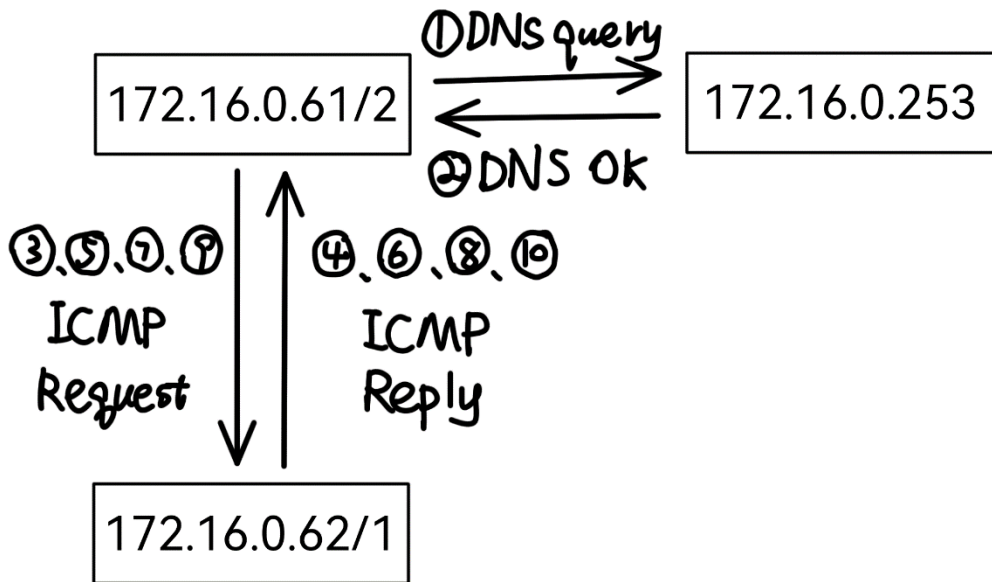 ①DNS query
172.16.0.61/2
172.16.0.253
②DNS OK
③、⑤、⑦、⑨
ICMP
Request
④、⑥、⑧、⑩
ICMP
Reply
172.16.0.62/1